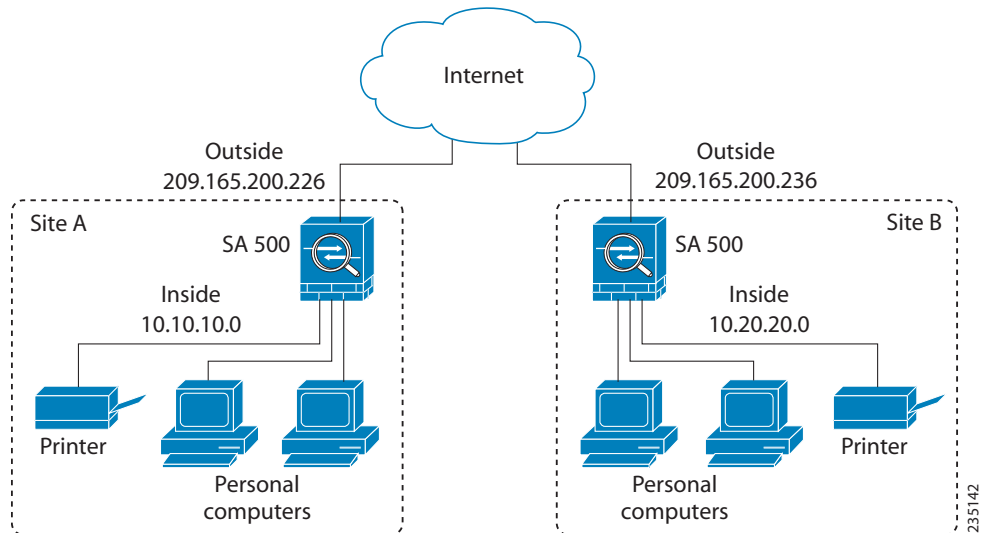 Internet
Outside
209.165.200.226
Outside
209.165.200.236
Site A
SA 500
Inside
10.10.10.0
Printer
Personal
computers
Site B
SA 500
Inside
10.20.20.0
Personal
computers
Printer
235142